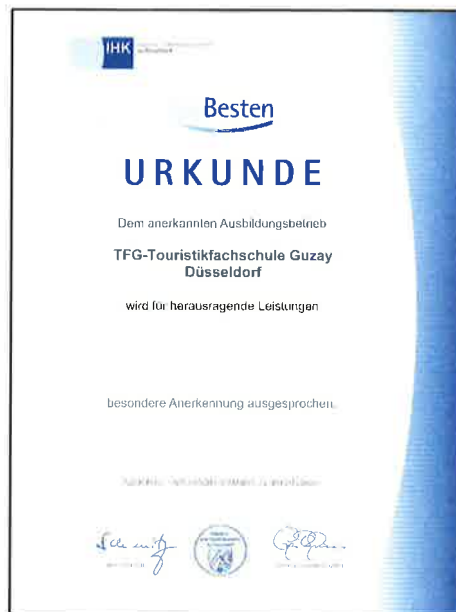 IHK
Besten
URKUNDE
Dem anerkannten Ausbildungsbetrieb
TFG-Touristikfachschule Guzay
Düsseldorf
wird für herausragende Leistungen
besondere Anerkennung ausgesprochen.